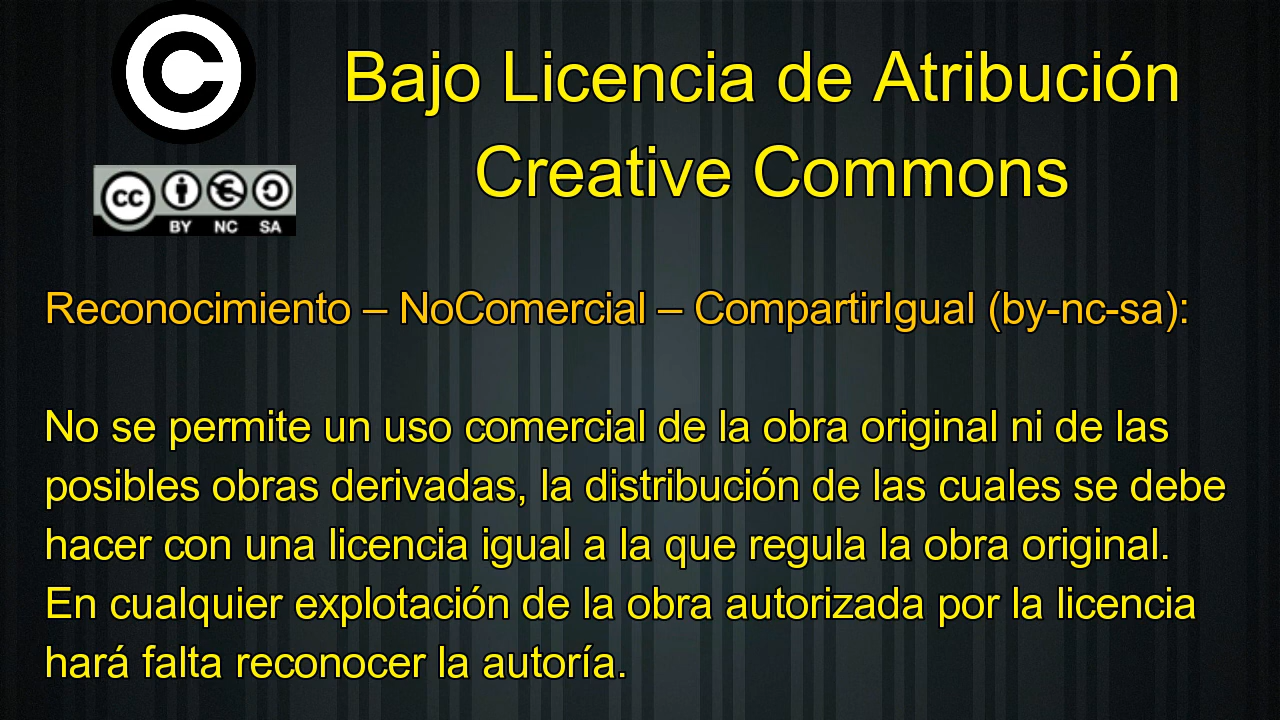 Bajo Licencia de Atribución
Creative Commons
cc
BY NC SA
Reconocimiento – NoComercial – CompartirIgual (by-nc-sa):
No se permite un uso comercial de la obra original ni de las
posibles obras derivadas, la distribución de las cuales se debe
hacer con una licencia igual a la que regula la obra original.
En cualquier explotación de la obra autorizada por la licencia
hará falta reconocer la autoría.